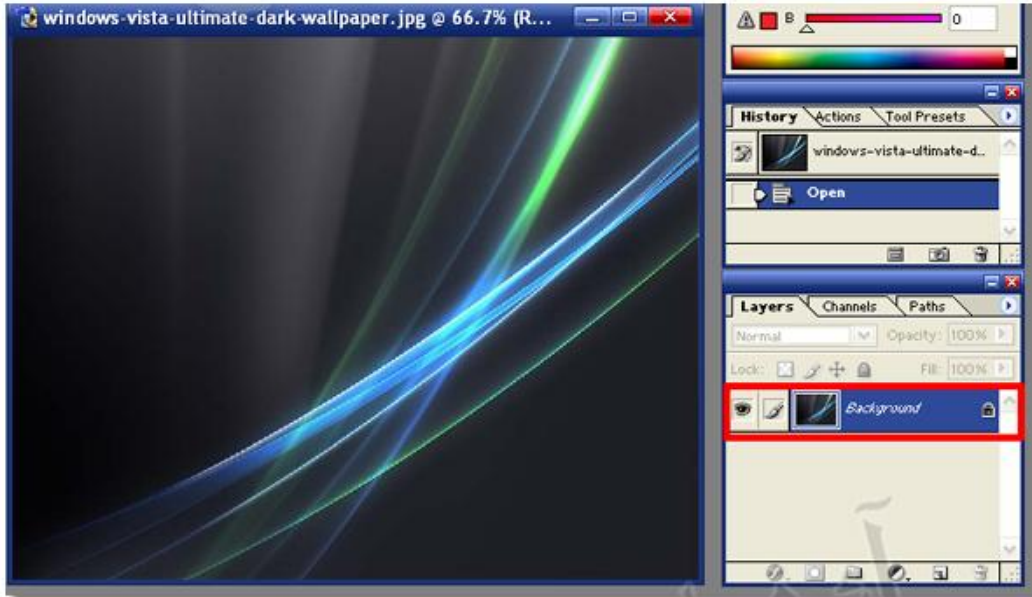 windows-vista-ultimate-dark-wallpaper.jpg @ 66.7% (R...
B 0
History Actions Tool Presets
windows-vista-ultimate-d...
Open
Layers Channels Paths
Normal Opacity: 100%
Lock: Fill: 100%
Background